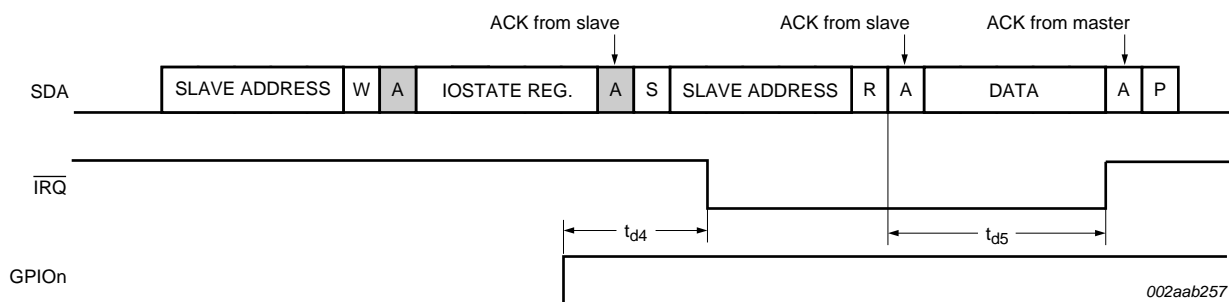 ACK from slave ACK from slave ACK from master
SDA SLAVE ADDRESS W A IOSTATE REG. A S SLAVE ADDRESS R A DATA A P
IRQ
td4 td5
GPIOn
002aab257